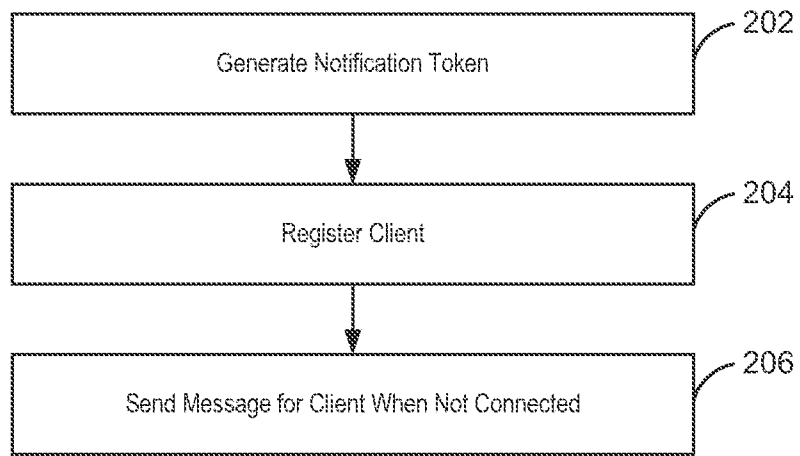 202
Generate Notification Token
204
Register Client
206
Send Message for Client When Not Connected